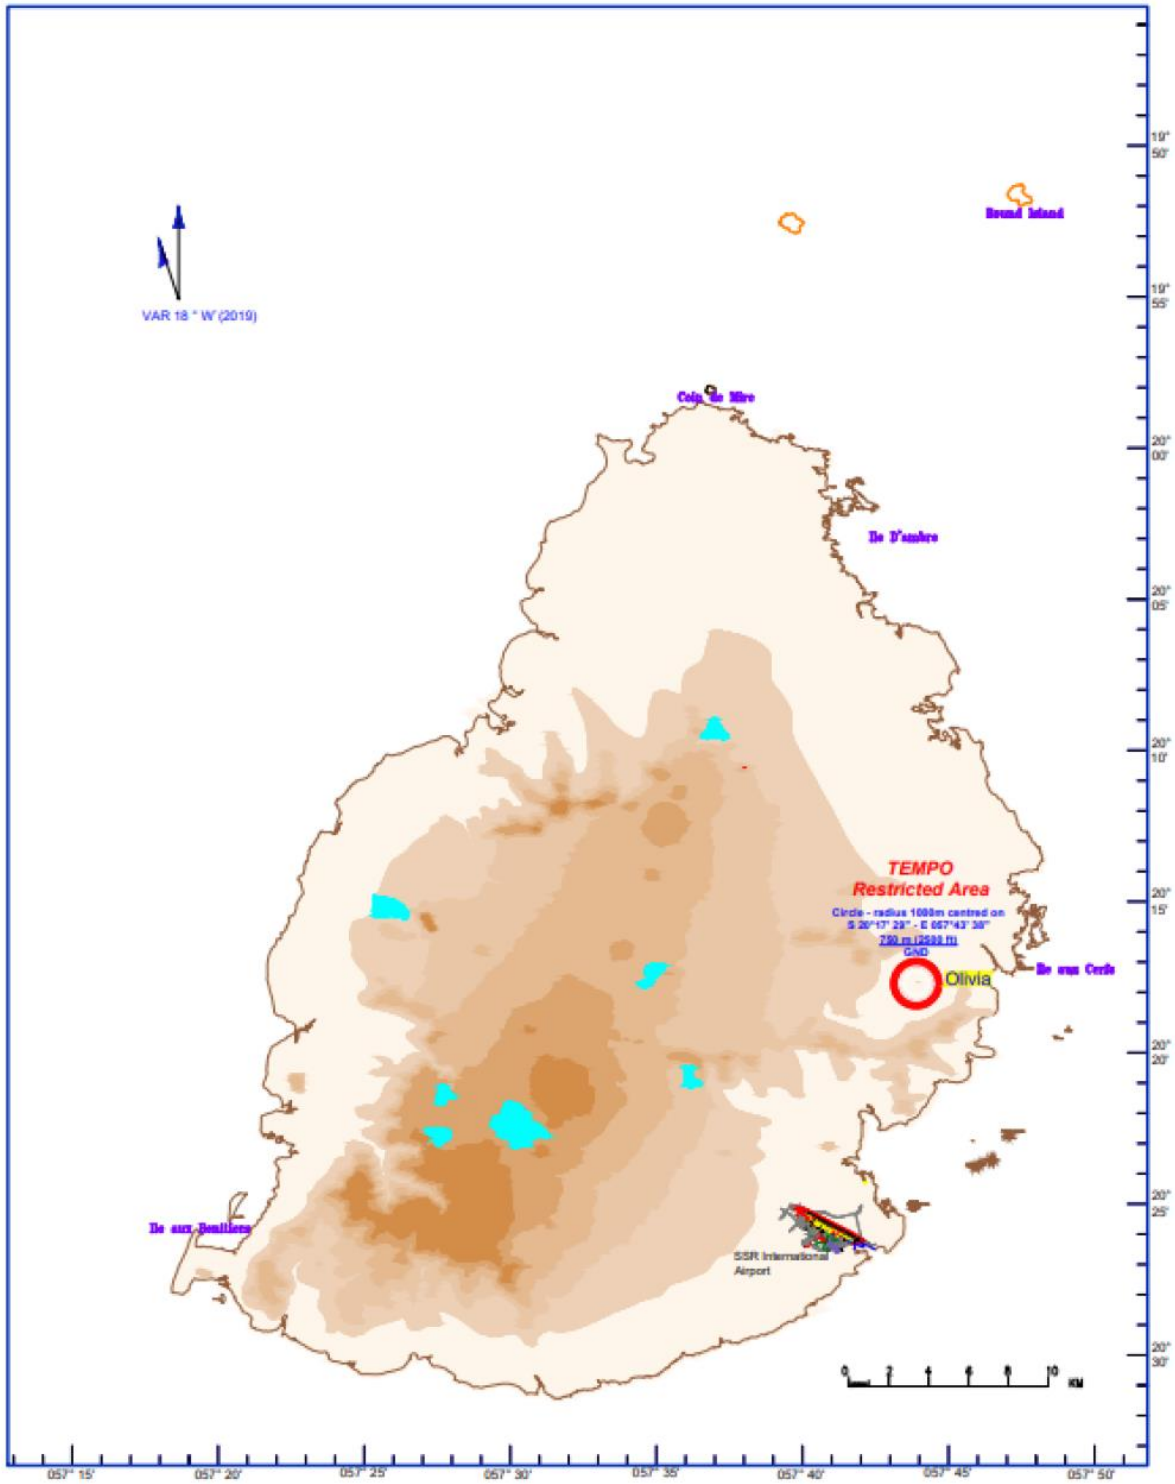 19°
50'
Round Island
19°
55'
VAR 18 ° W (2019)
Coin de Mire
20°
00'
Ile D'ambre
20°
05'
20°
10'
TEMPO
Restricted Area
20°
15'
Circle - radius 1000m centred on
S 20°17' 29" - E 057°43' 38"
750 m (2500 ft)
GND
Olivia
Ile aux Cerfs
20°
20'
20°
25'
Ile aux Benitiers
SSR International
Airport
20°
30'
0 2 4 6 8 10
KM
057° 15' 057° 20' 057° 25' 057° 30' 057° 35' 057° 40' 057° 45' 057° 50'